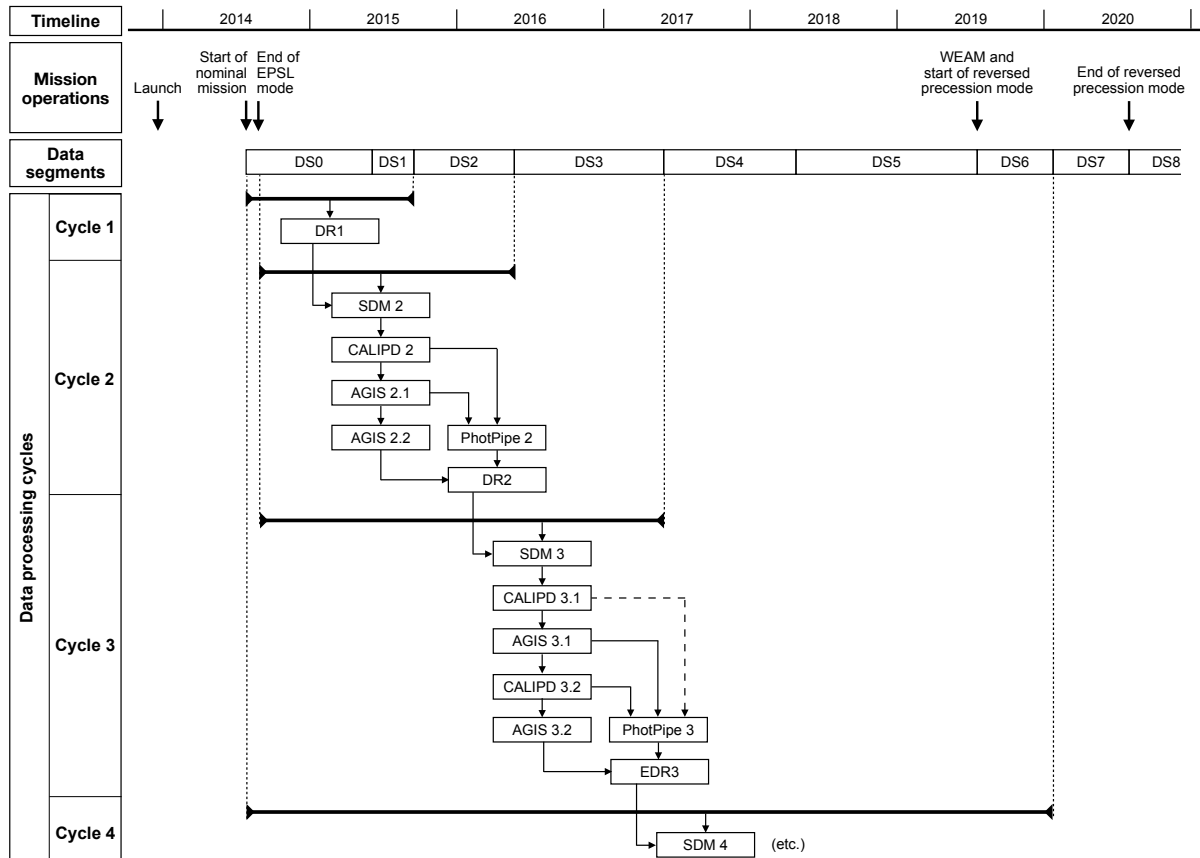 Timeline
2014
2015
2016
2017
2018
2019
2020
Mission
operations
Launch
Start of
nominal
mission
End of
EPSL
mode
WEAM and
start of reversed
precession mode
End of reversed
precession mode
Data
segments
DS0
DS1
DS2
DS3
DS4
DS5
DS6
DS7
DS8
Data processing cycles
Cycle 1
DR1
Cycle 2
SDM 2
CALIPD 2
AGIS 2.1
AGIS 2.2
PhotPipe 2
DR2
Cycle 3
SDM 3
CALIPD 3.1
AGIS 3.1
CALIPD 3.2
AGIS 3.2
PhotPipe 3
EDR3
Cycle 4
SDM 4
(etc.)